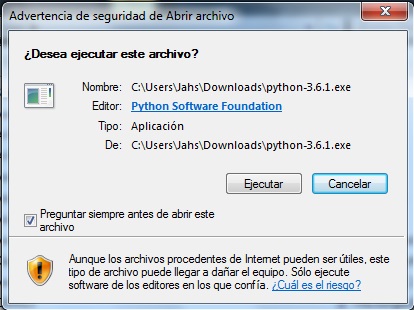 Advertencia de seguridad de Abrir archivo
¿Desea ejecutar este archivo?
Nombre: C:\Users\Jahs\Downloads\python-3.6.1.exe
Editor: Python Software Foundation
Tipo: Aplicación
De: C:\Users\Jahs\Downloads\python-3.6.1.exe
Ejecutar Cancelar
Preguntar siempre antes de abrir este
archivo
Aunque los archivos procedentes de Internet pueden ser útiles, este
tipo de archivo puede llegar a dañar el equipo. Sólo ejecute
software de los editores en los que confía. ¿Cuál es el riesgo?